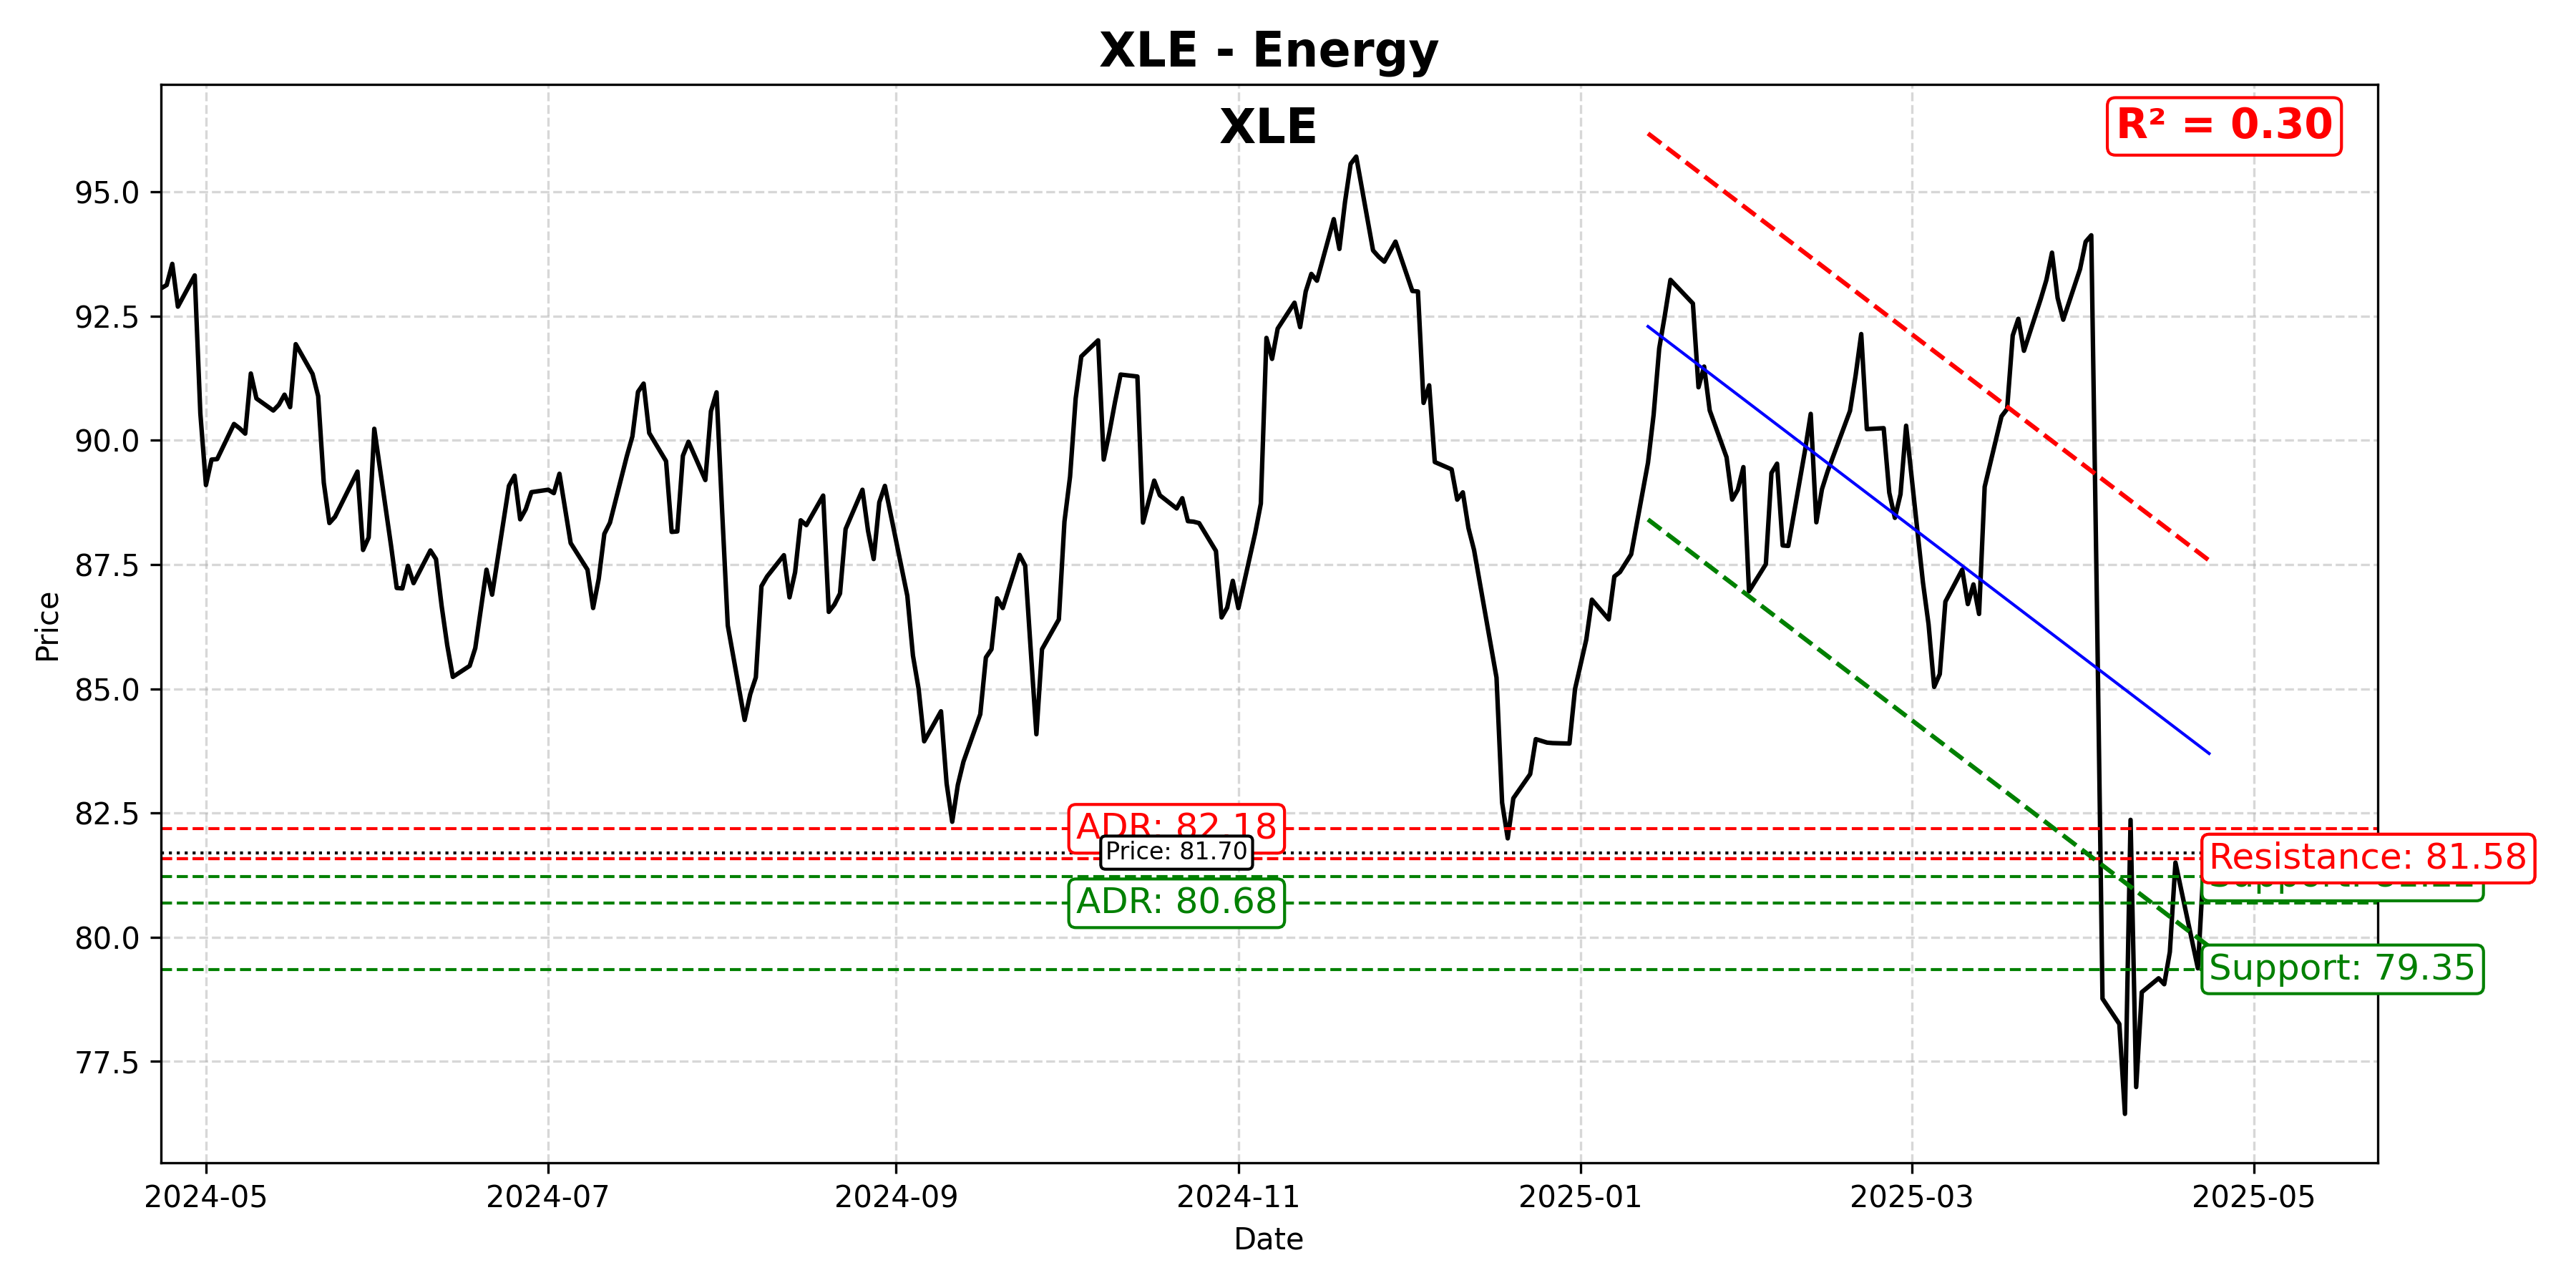 XLE - Energy
XLE
R² = 0.30
95.0
92.5
90.0
87.5
85.0
82.5
80.0
77.5
Price
ADR: 82.18
Price: 81.70
ADR: 80.68
Resistance: 81.58
Support: 79.35
2024-05
2024-07
2024-09
2024-11
2025-01
2025-03
2025-05
Date